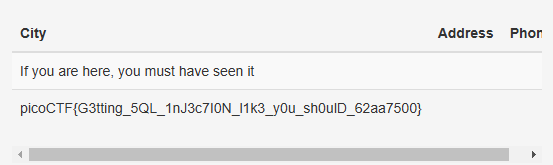 City Address Phon
If you are here, you must have seen it
picoCTF{G3tting_5QL_1nJ3c7I0N_l1k3_y0u_sh0ulD_62aa7500}